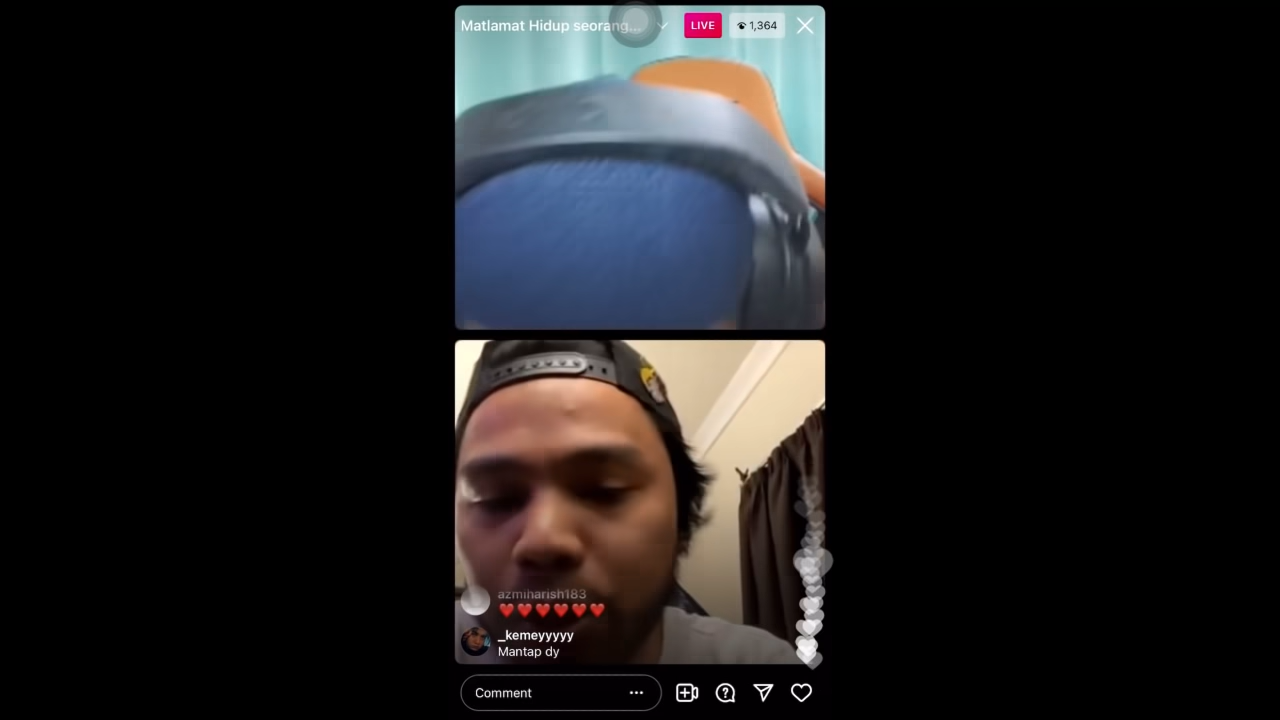 Matlamat Hidup seorang...
LIVE
1,364
azmiharish183
❤️❤️❤️❤️❤️❤️
_kemeyyyyy
Mantap dy
Comment